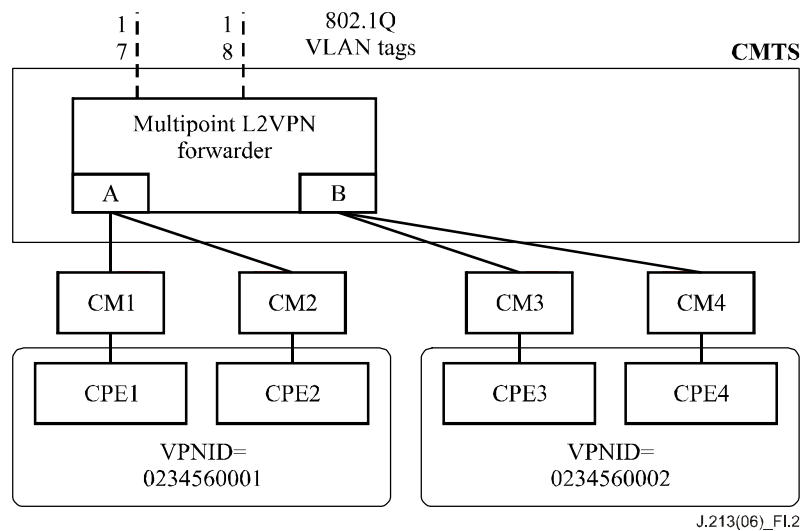 1 1 802.1Q
7 8 VLAN tags
CMTS
Multipoint L2VPN
forwarder
A B
CM1 CM2 CM3 CM4
CPE1 CPE2 CPE3 CPE4
VPNID=
0234560001
VPNID=
0234560002
J.213(06)_FI.2